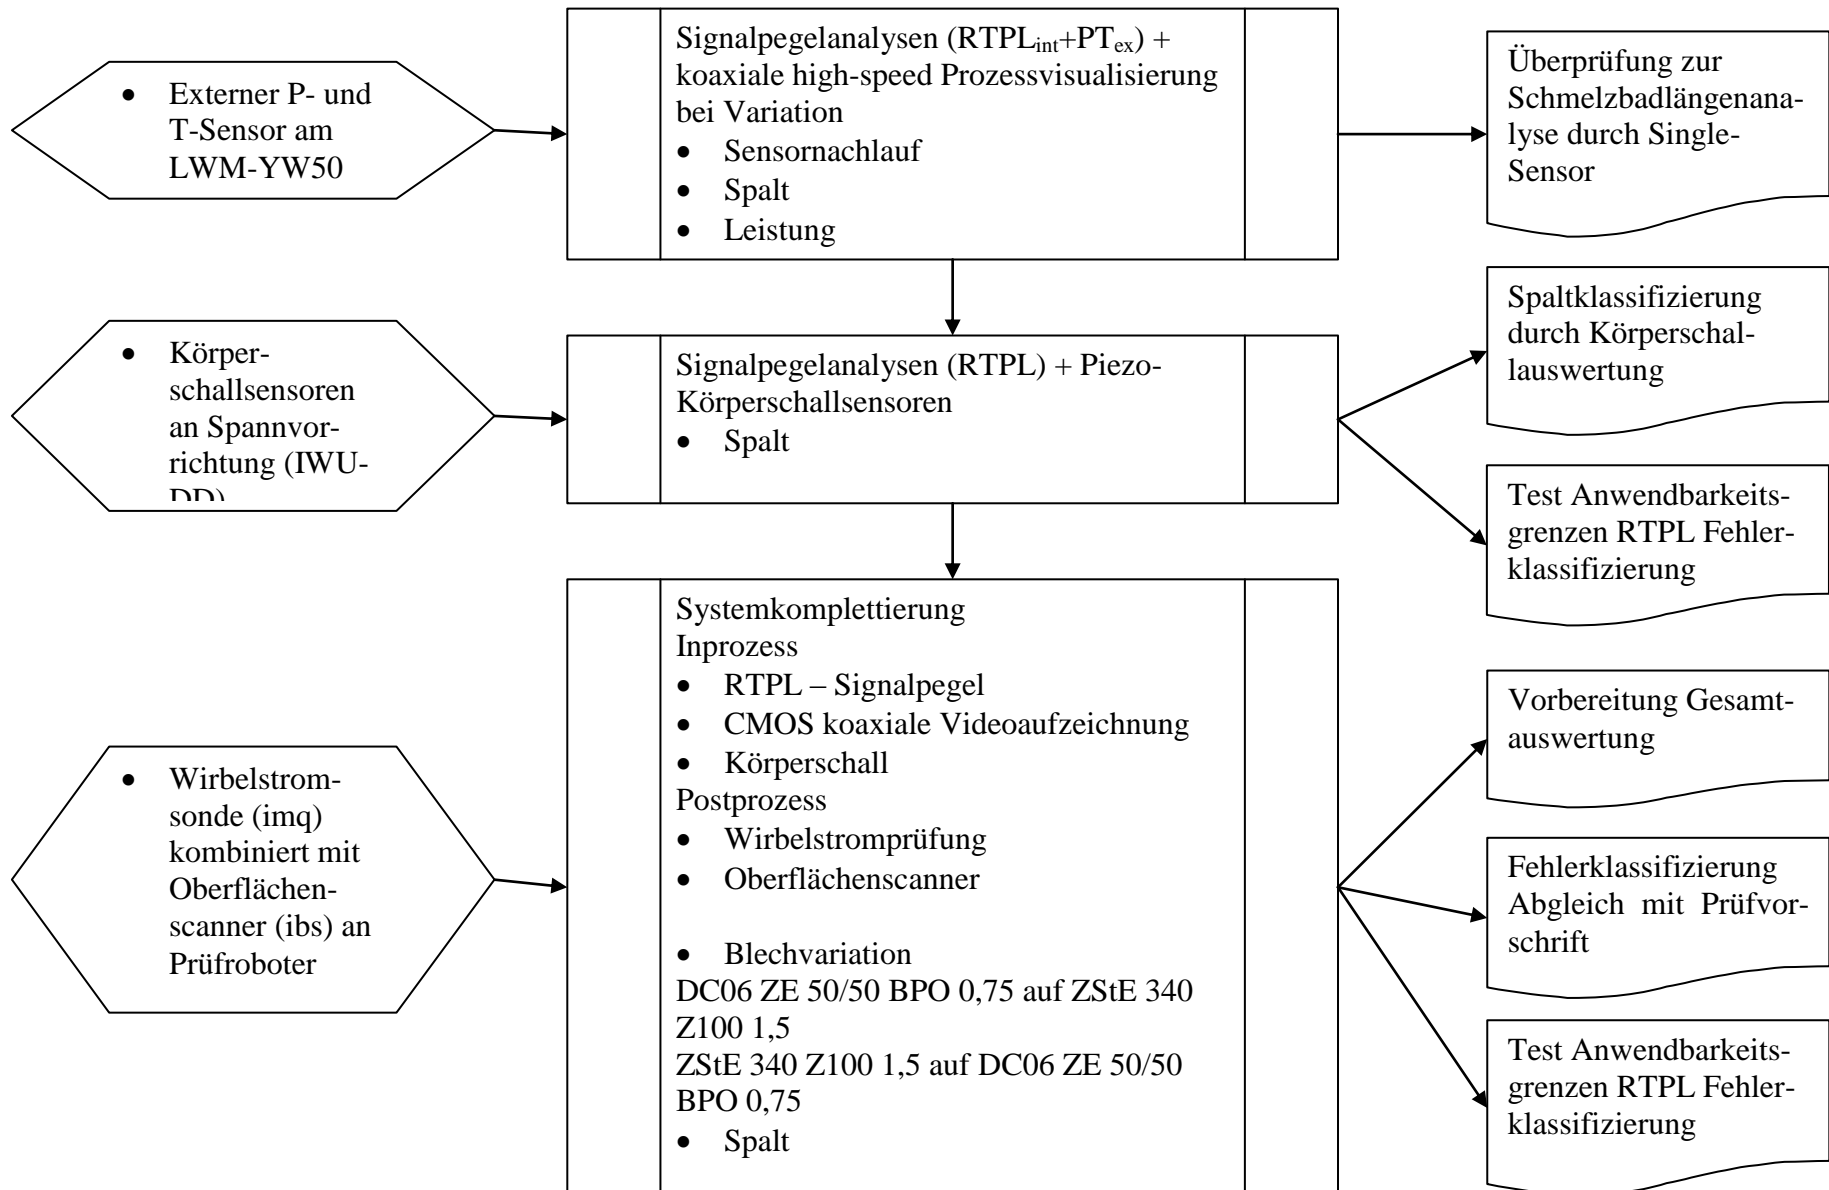 • Externer P- und
T-Sensor am
LWM-YW50
Signalpegelanalysen (RTPLint+PTex) +
koaxiale high-speed Prozessvisualisierung
bei Variation
• Sensornachlauf
• Spalt
• Leistung
Überprüfung zur
Schmelzbadlängenana-
lyse durch Single-
Sensor
• Körper-
schallsensoren
an Spannvor-
richtung (IWU-
DD)
Signalpegelanalysen (RTPL) + Piezo-
Körperschallsensoren
• Spalt
Spaltklassifizierung
durch Körperschal-
lauswertung
Test Anwendbarkeits-
grenzen RTPL Fehler-
klassifizierung
• Wirbelstrom-
sonde (imq)
kombiniert mit
Oberflächen-
scanner (ibs) an
Prüfroboter
Systemkomplettierung
Inprozess
• RTPL – Signalpegel
• CMOS koaxiale Videoaufzeichnung
• Körperschall
Postprozess
• Wirbelstromprüfung
• Oberflächenscanner
• Blechvariation
DC06 ZE 50/50 BPO 0,75 auf ZStE 340
Z100 1,5
ZStE 340 Z100 1,5 auf DC06 ZE 50/50
BPO 0,75
• Spalt
Vorbereitung Gesamt-
auswertung
Fehlerklassifizierung
Abgleich mit Prüfvor-
schrift
Test Anwendbarkeits-
grenzen RTPL Fehler-
klassifizierung